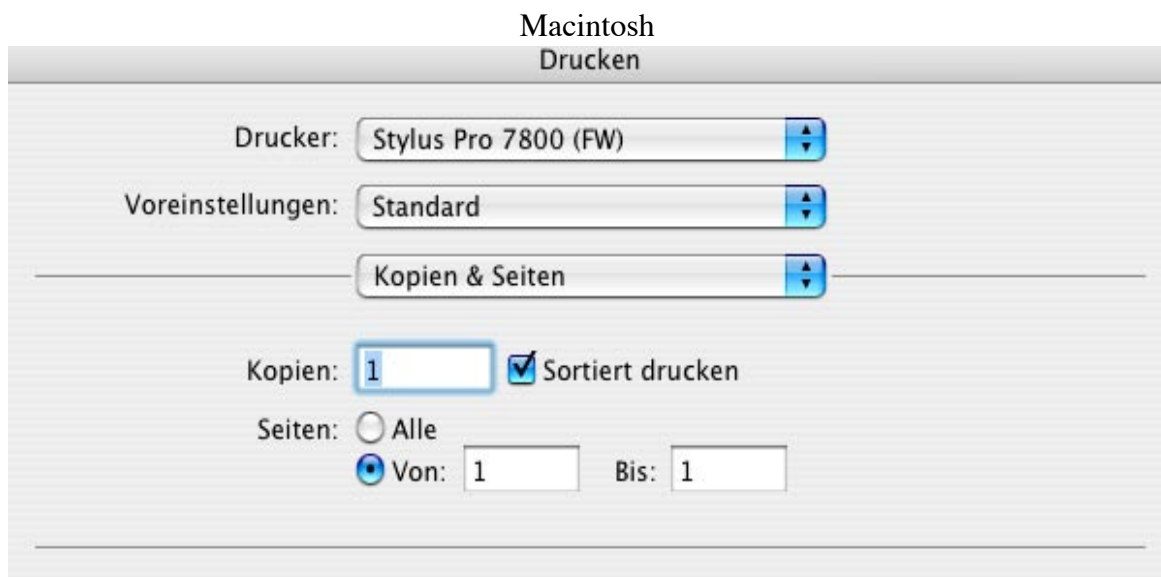 Macintosh
Drucken
Drucker: Stylus Pro 7800 (FW)
Voreinstellungen: Standard
Kopien & Seiten
Kopien: 1 Sortiert drucken
Seiten: Alle
Von: 1 Bis: 1